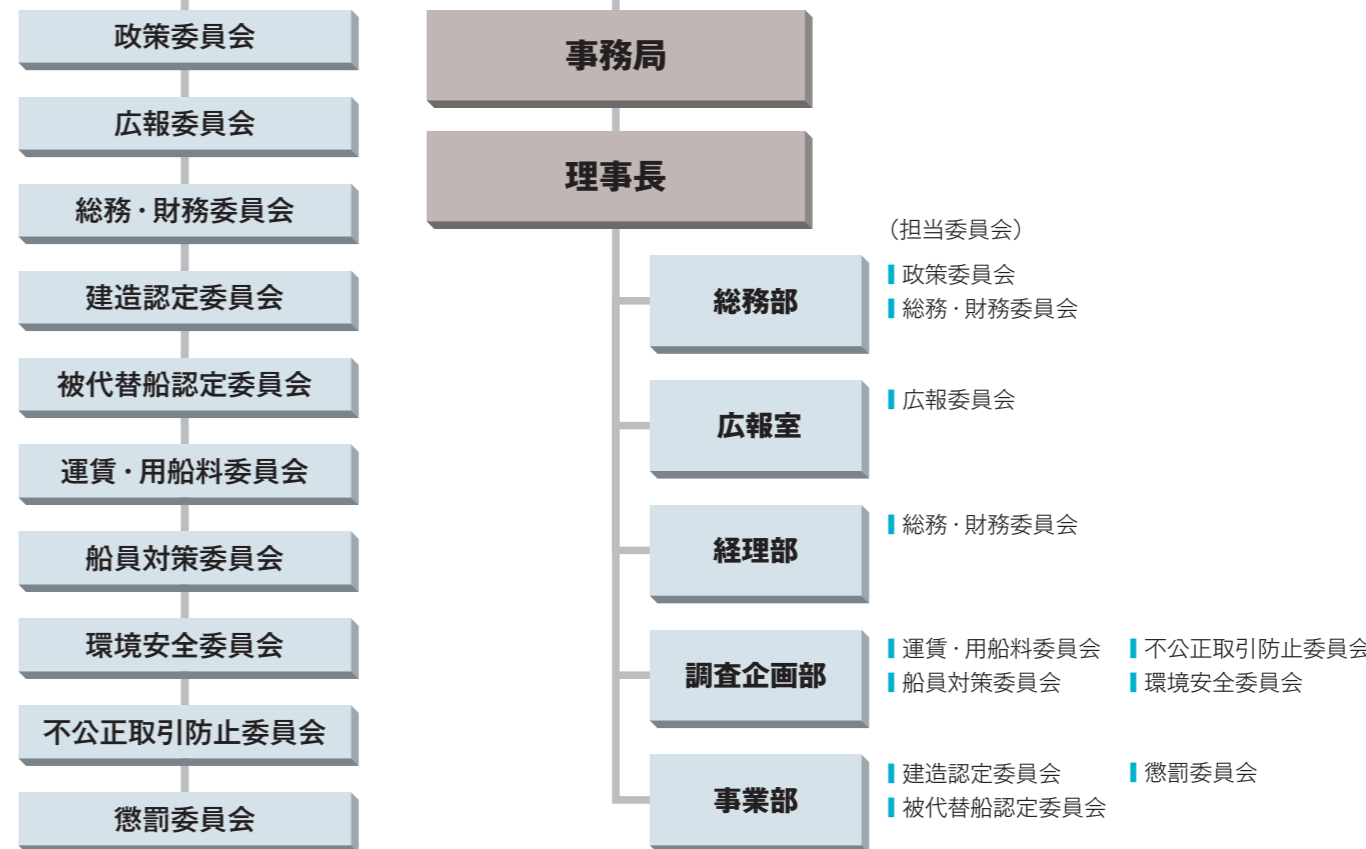 政策委員会
広報委員会
総務・財務委員会
建造認定委員会
被代替船認定委員会
運賃・用船料委員会
船員対策委員会
環境安全委員会
不公正取引防止委員会
懲罰委員会
事務局
理事長
（担当委員会）
総務部
政策委員会
総務・財務委員会
広報室
広報委員会
経理部
総務・財務委員会
調査企画部
運賃・用船料委員会
船員対策委員会
不公正取引防止委員会
環境安全委員会
事業部
建造認定委員会
被代替船認定委員会
懲罰委員会